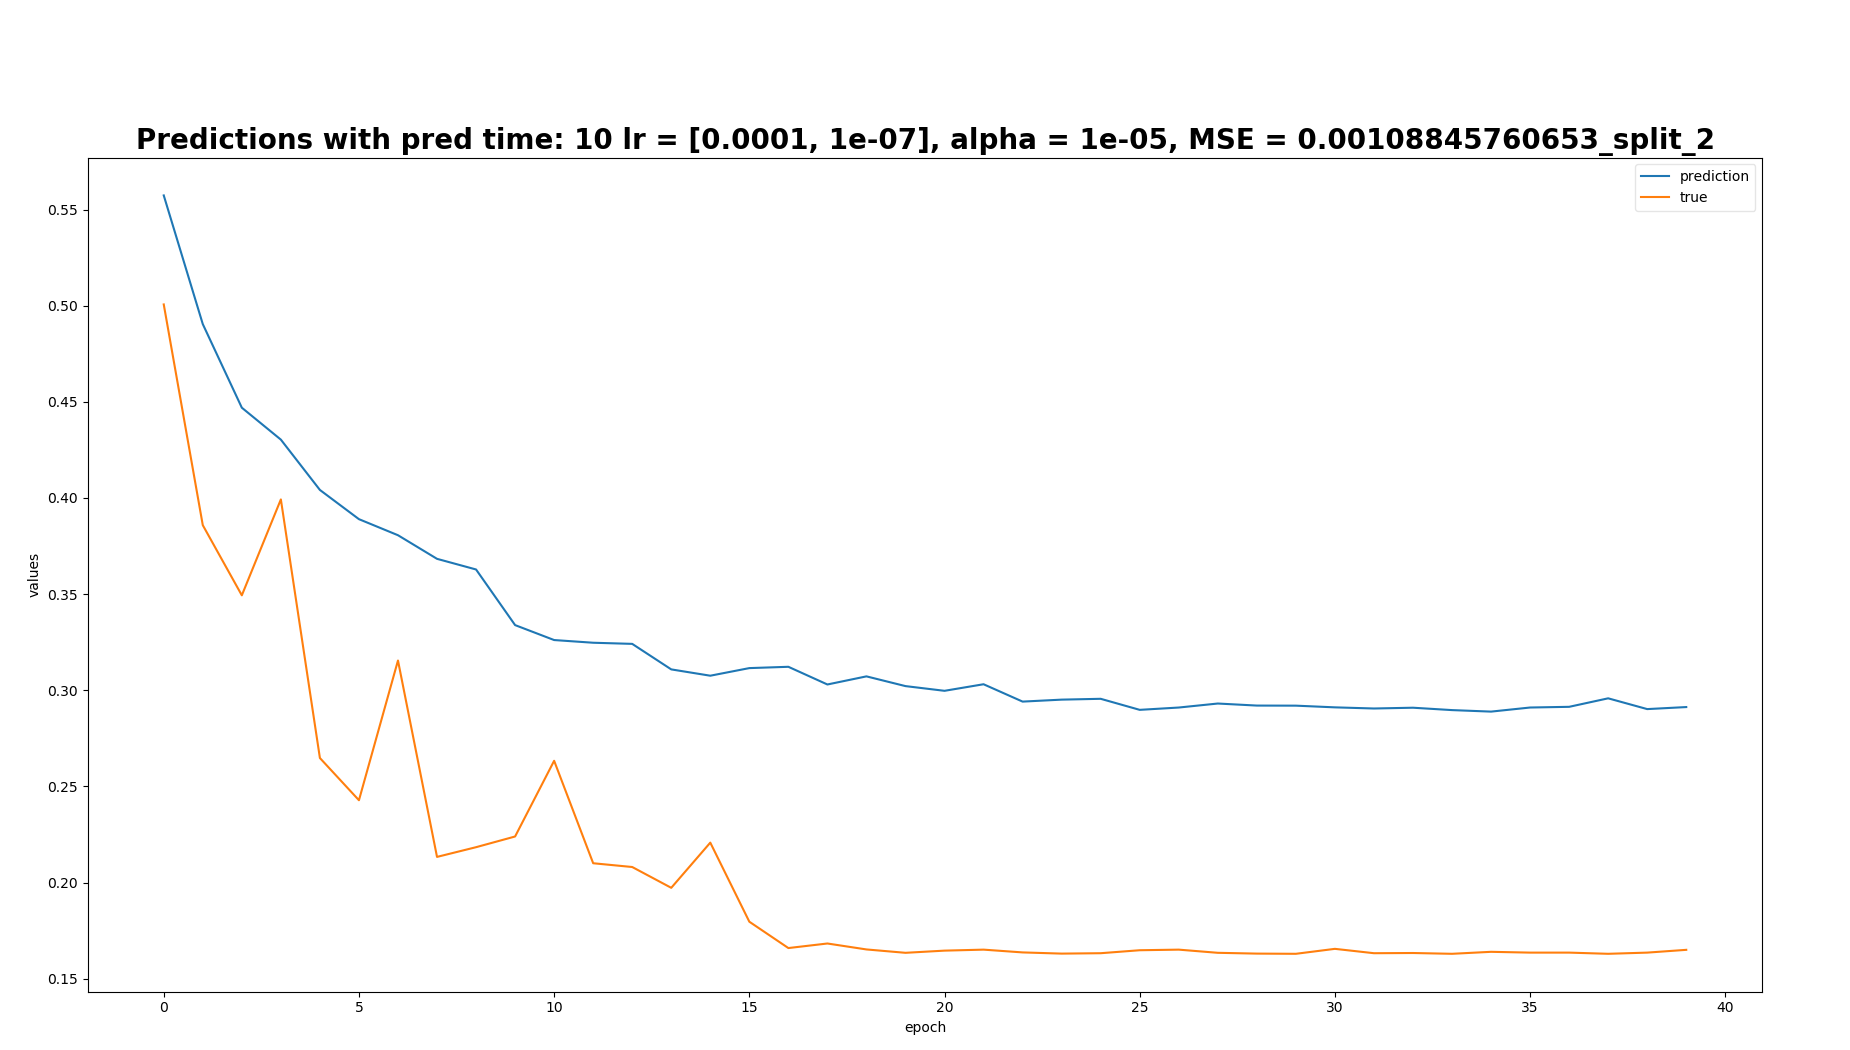 Predictions with pred time: 10 lr = [0.0001, 1e-07], alpha = 1e-05, MSE = 0.00108845760653_split_2
prediction
true
values
0.55
0.50
0.45
0.40
0.35
0.30
0.25
0.20
0.15
0 5 10 15 20 25 30 35 40
epoch